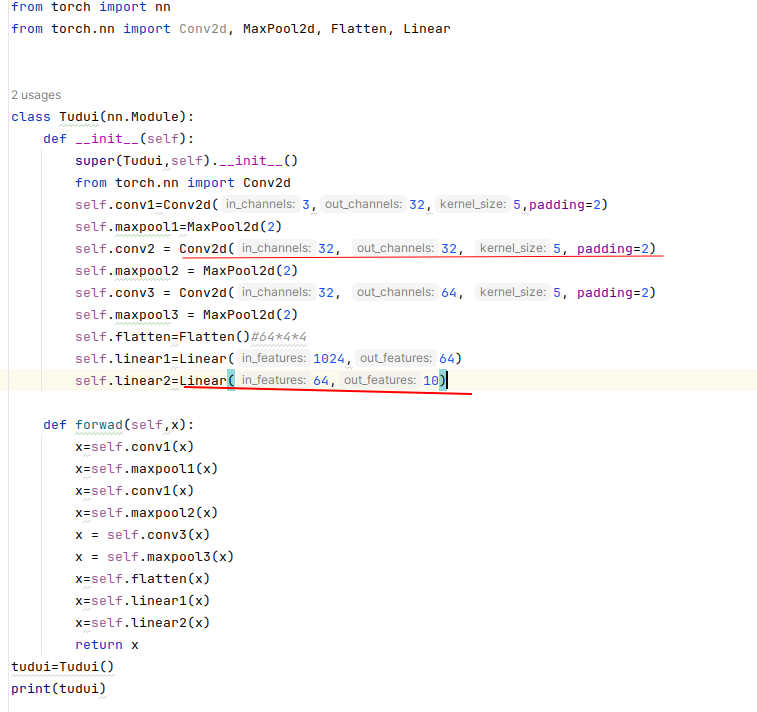 from torch import nn
from torch.nn import Conv2d, MaxPool2d, Flatten, Linear
2 usages
class Tudui(nn.Module):
def __init__(self):
super(Tudui,self).__init__()
from torch.nn import Conv2d
self.conv1=Conv2d( in_channels: 3, out_channels: 32, kernel_size: 5,padding=2)
self.maxpool1=MaxPool2d(2)
self.conv2 = Conv2d( in_channels: 32, out_channels: 32, kernel_size: 5, padding=2)
self.maxpool2 = MaxPool2d(2)
self.conv3 = Conv2d( in_channels: 32, out_channels: 64, kernel_size: 5, padding=2)
self.maxpool3 = MaxPool2d(2)
self.flatten=Flatten()#64*4*4
self.linear1=Linear( in_features: 1024, out_features: 64)
self.linear2=Linear( in_features: 64, out_features: 10)
def forwad(self,x):
x=self.conv1(x)
x=self.maxpool1(x)
x=self.conv1(x)
x=self.maxpool2(x)
x = self.conv3(x)
x = self.maxpool3(x)
x=self.flatten(x)
x=self.linear1(x)
x=self.linear2(x)
return x
tudui=Tudui()
print(tudui)